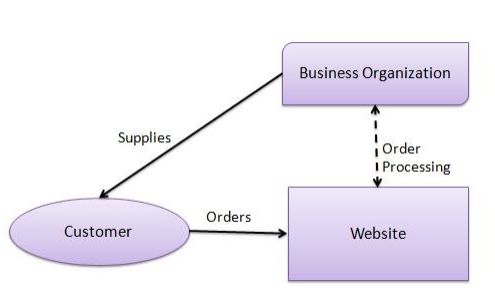 Business Organization
Supplies
Order
Processing
Customer
Orders
Website